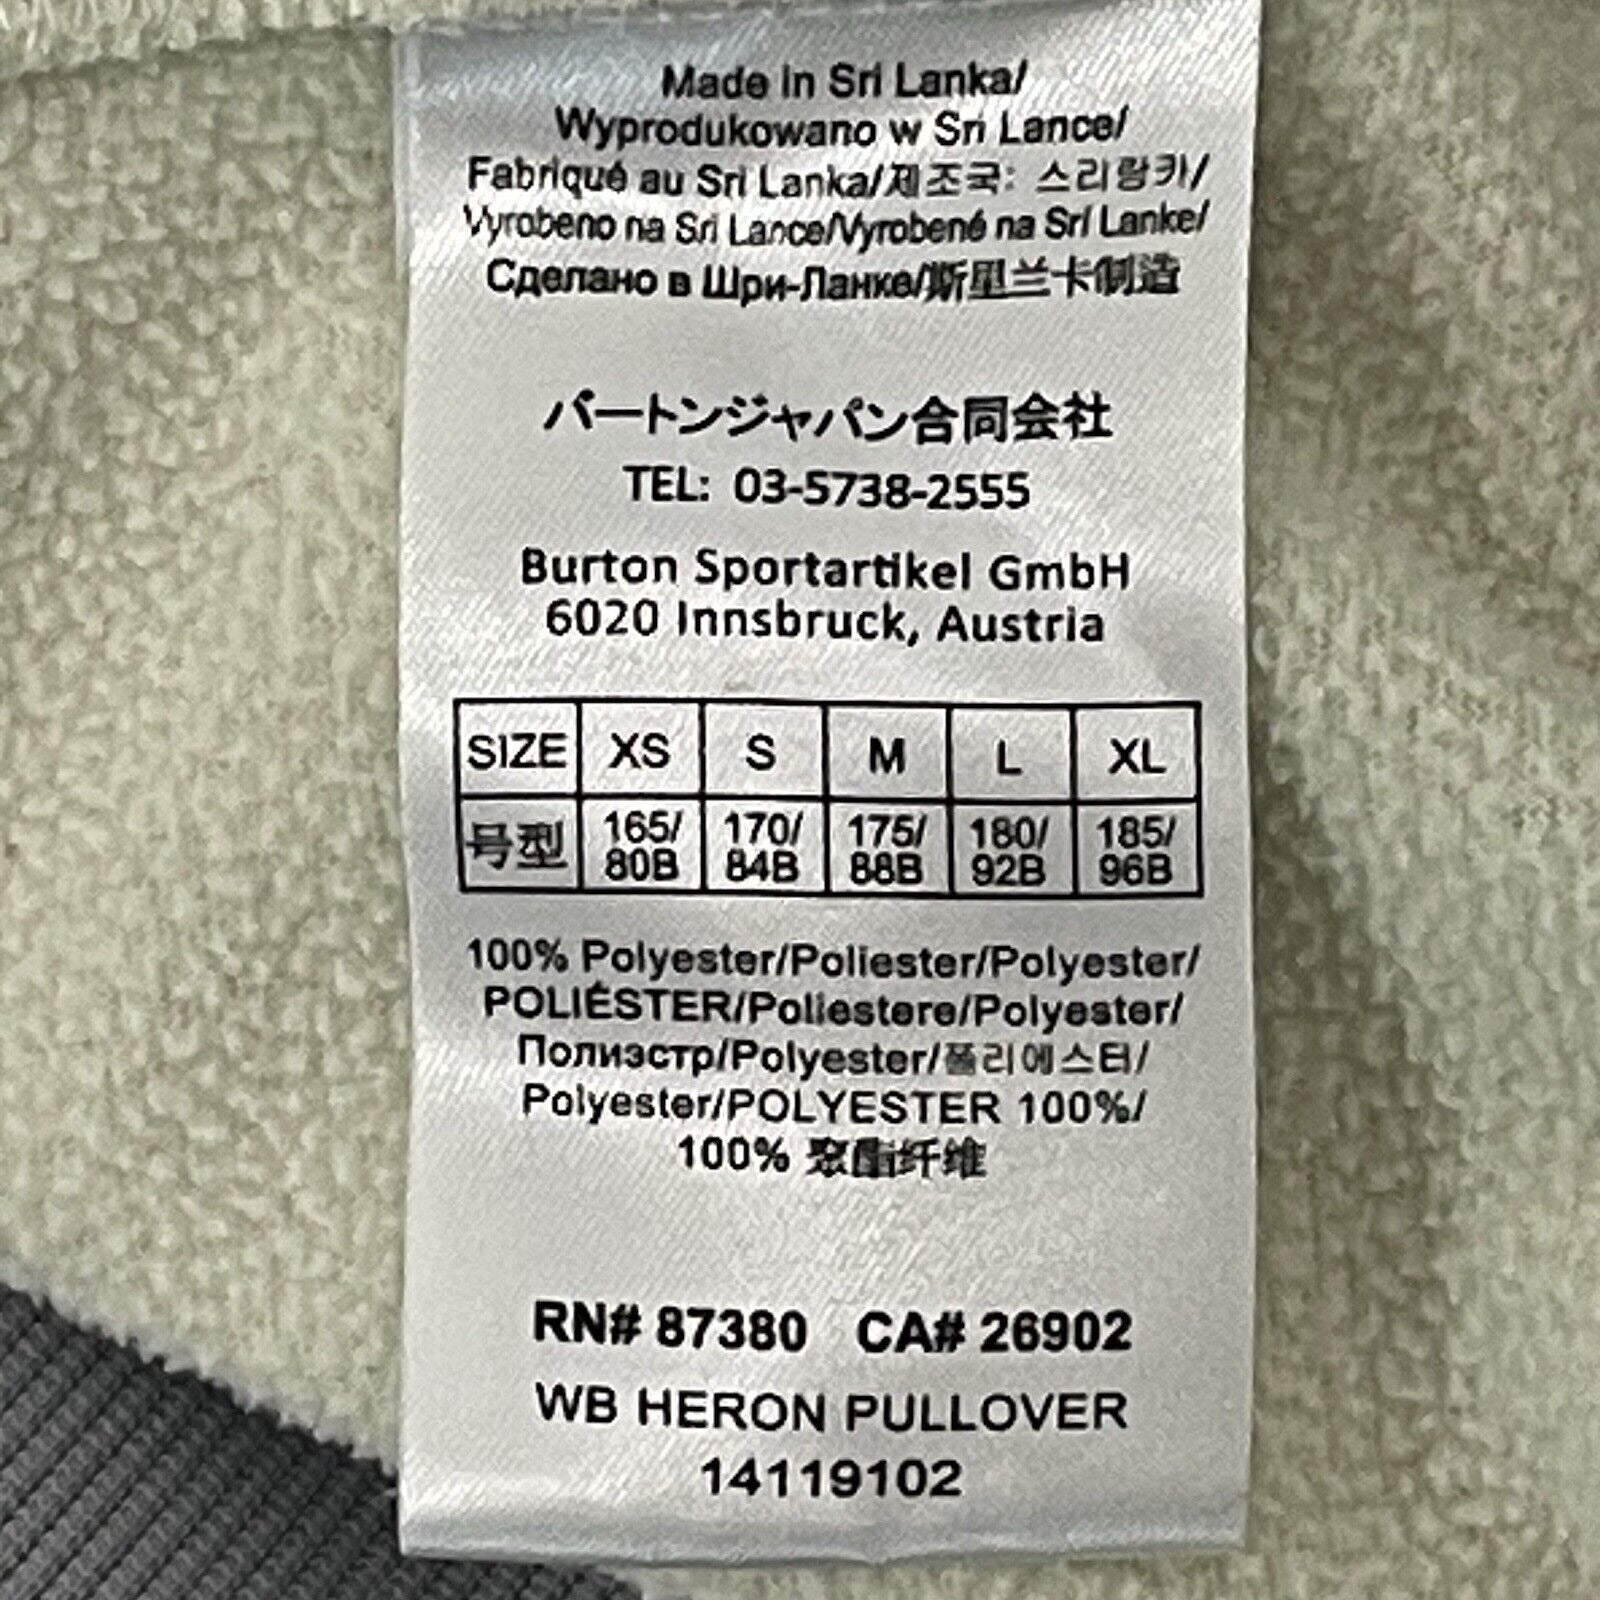 Made in Sri Lanka/
Wyprodukowano w Sri Lance/
Fabriqué au Sri Lanka/제조국: 스리랑카/
Vyrobeno na Srí Lance/Vyrobené na Srí Lanke/
Сделано в Шри-Ланке/斯里兰卡制造
バートンジャパン合同会社
TEL: 03-5738-2555
Burton Sportartikel GmbH
6020 Innsbruck, Austria
SIZE XS S M L XL
号型 165/80B 170/84B 175/88B 180/92B 185/96B
100% Polyester/Poliester/Polyester/
POLIÉSTER/Poliestere/Polyester/
Полиэстр/Polyester/폴리에스터/
Polyester/POLYESTER 100%/
100% 聚酯纤维
RN# 87380 CA# 26902
WB HERON PULLOVER
14119102